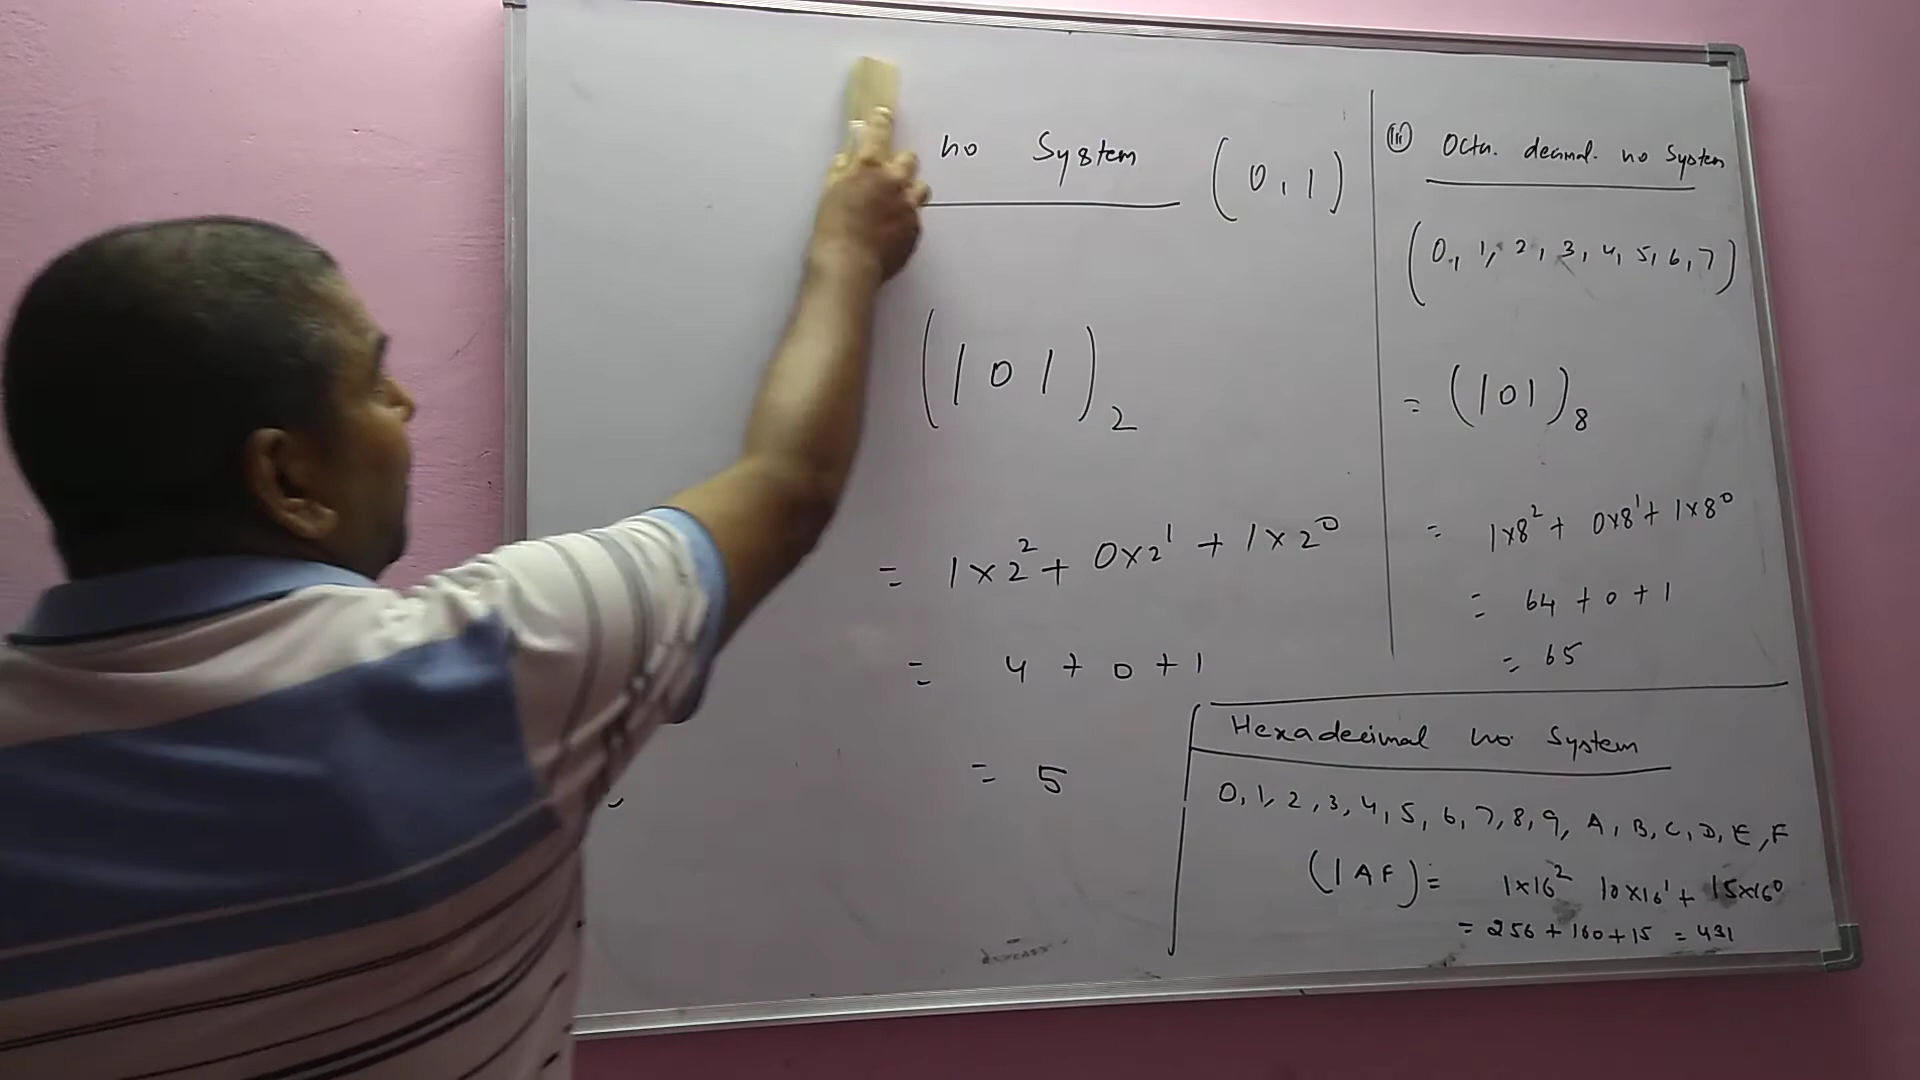 no System (0, 1)
(101)2
= 1×2² + 0×2¹ + 1×2⁰
= 4 + 0 + 1
= 5
(iii) Octa. decimal. no System
(0, 1, 2, 3, 4, 5, 6, 7)
= (101)8
= 1×8² + 0×8¹ + 1×8⁰
= 64 + 0 + 1
= 65
Hexadecimal no System
0, 1, 2, 3, 4, 5, 6, 7, 8, 9, A, B, C, D, E, F
(1AF) = 1×16² 10×16¹ + 15×16⁰
= 256 + 160 + 15 = 431